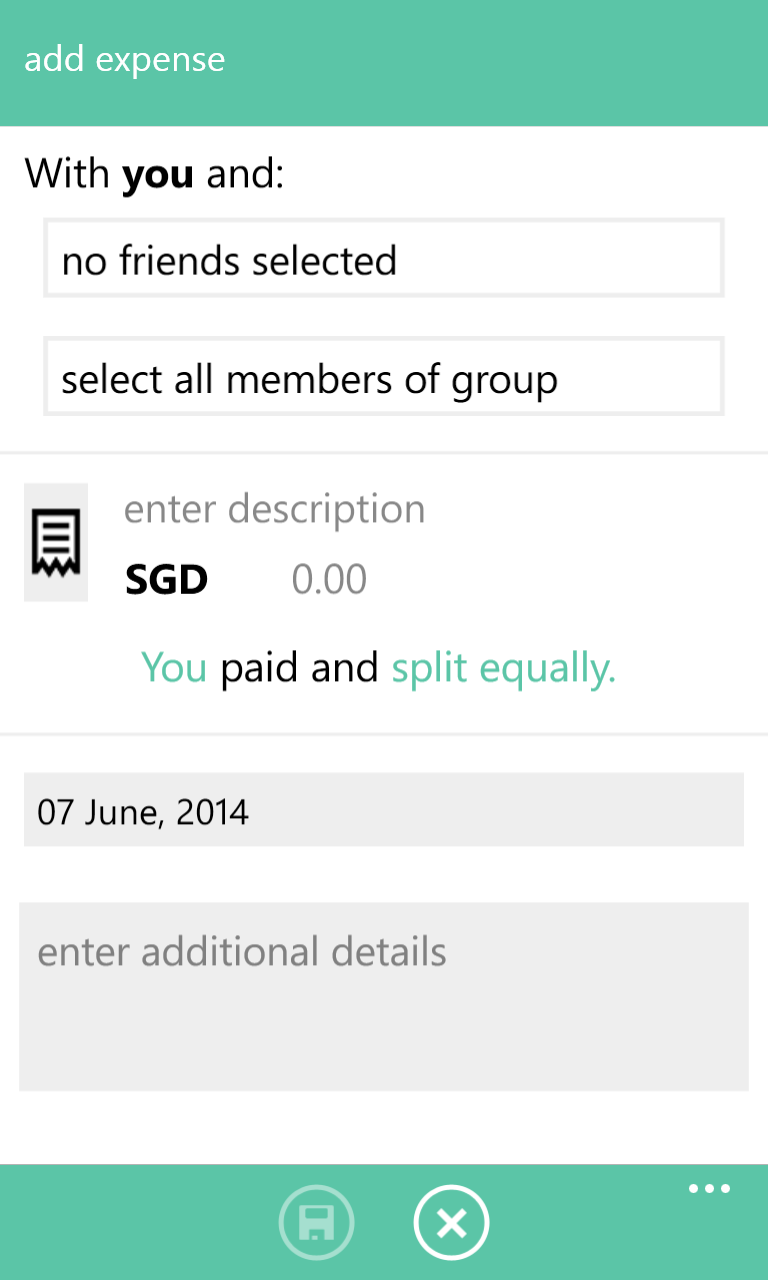 add expense
With you and:
no friends selected
select all members of group
enter description
SGD 0.00
You paid and split equally.
07 June, 2014
enter additional details